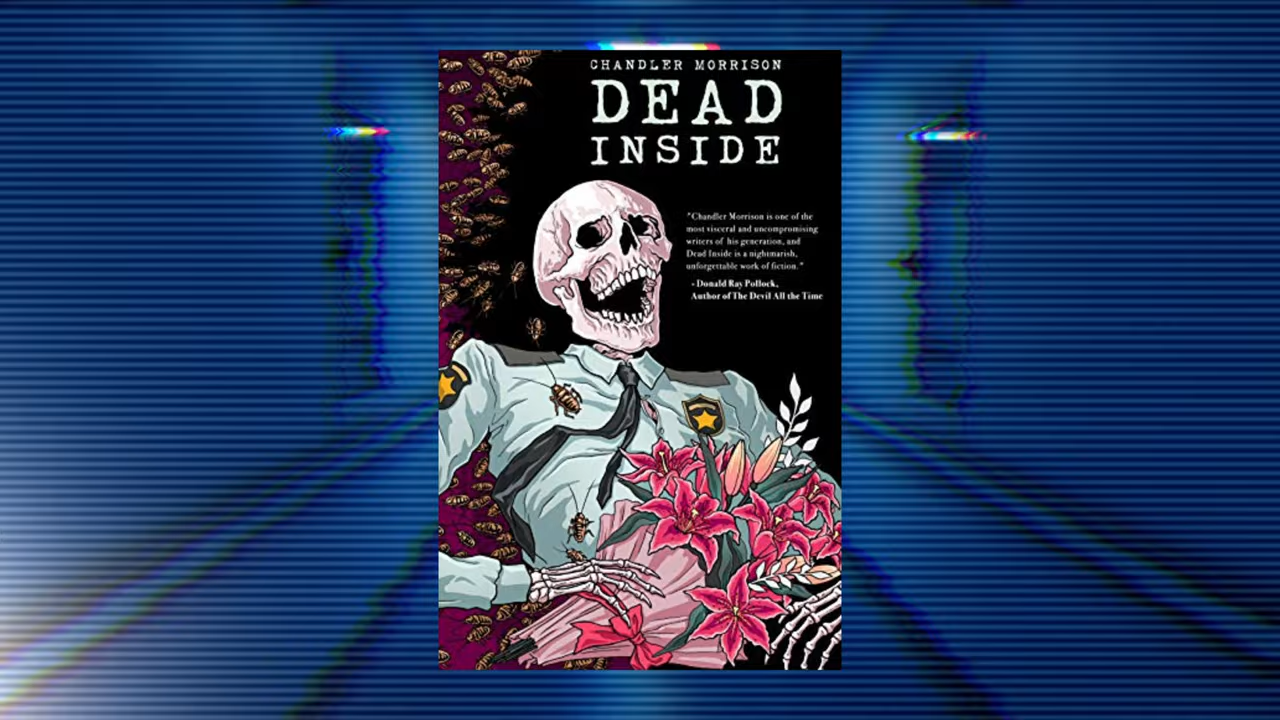 CHANDLER MORRISON
DEAD
INSIDE
"Chandler Morrison is one of the
most visceral and uncompromising
writers of his generation, and
Dead Inside is a nightmarish,
unforgettable work of fiction."
- Donald Ray Pollock,
Author of The Devil All the Time